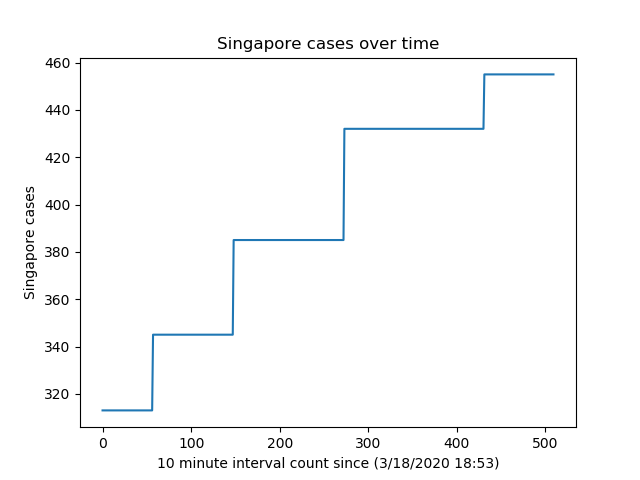 Singapore cases over time
460
440
420
400
380
360
340
320
Singapore cases
0 100 200 300 400 500
10 minute interval count since (3/18/2020 18:53)